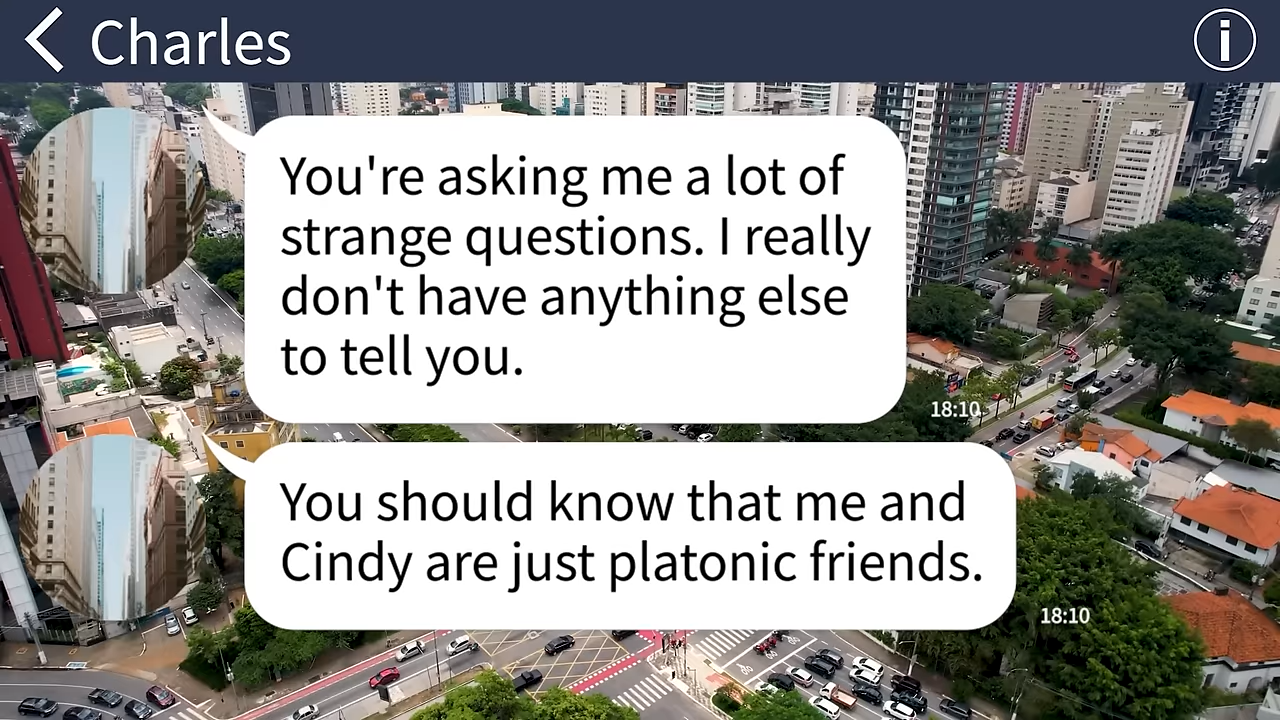 Charles
You're asking me a lot of
strange questions. I really
don't have anything else
to tell you.
18:10
You should know that me and
Cindy are just platonic friends.
18:10